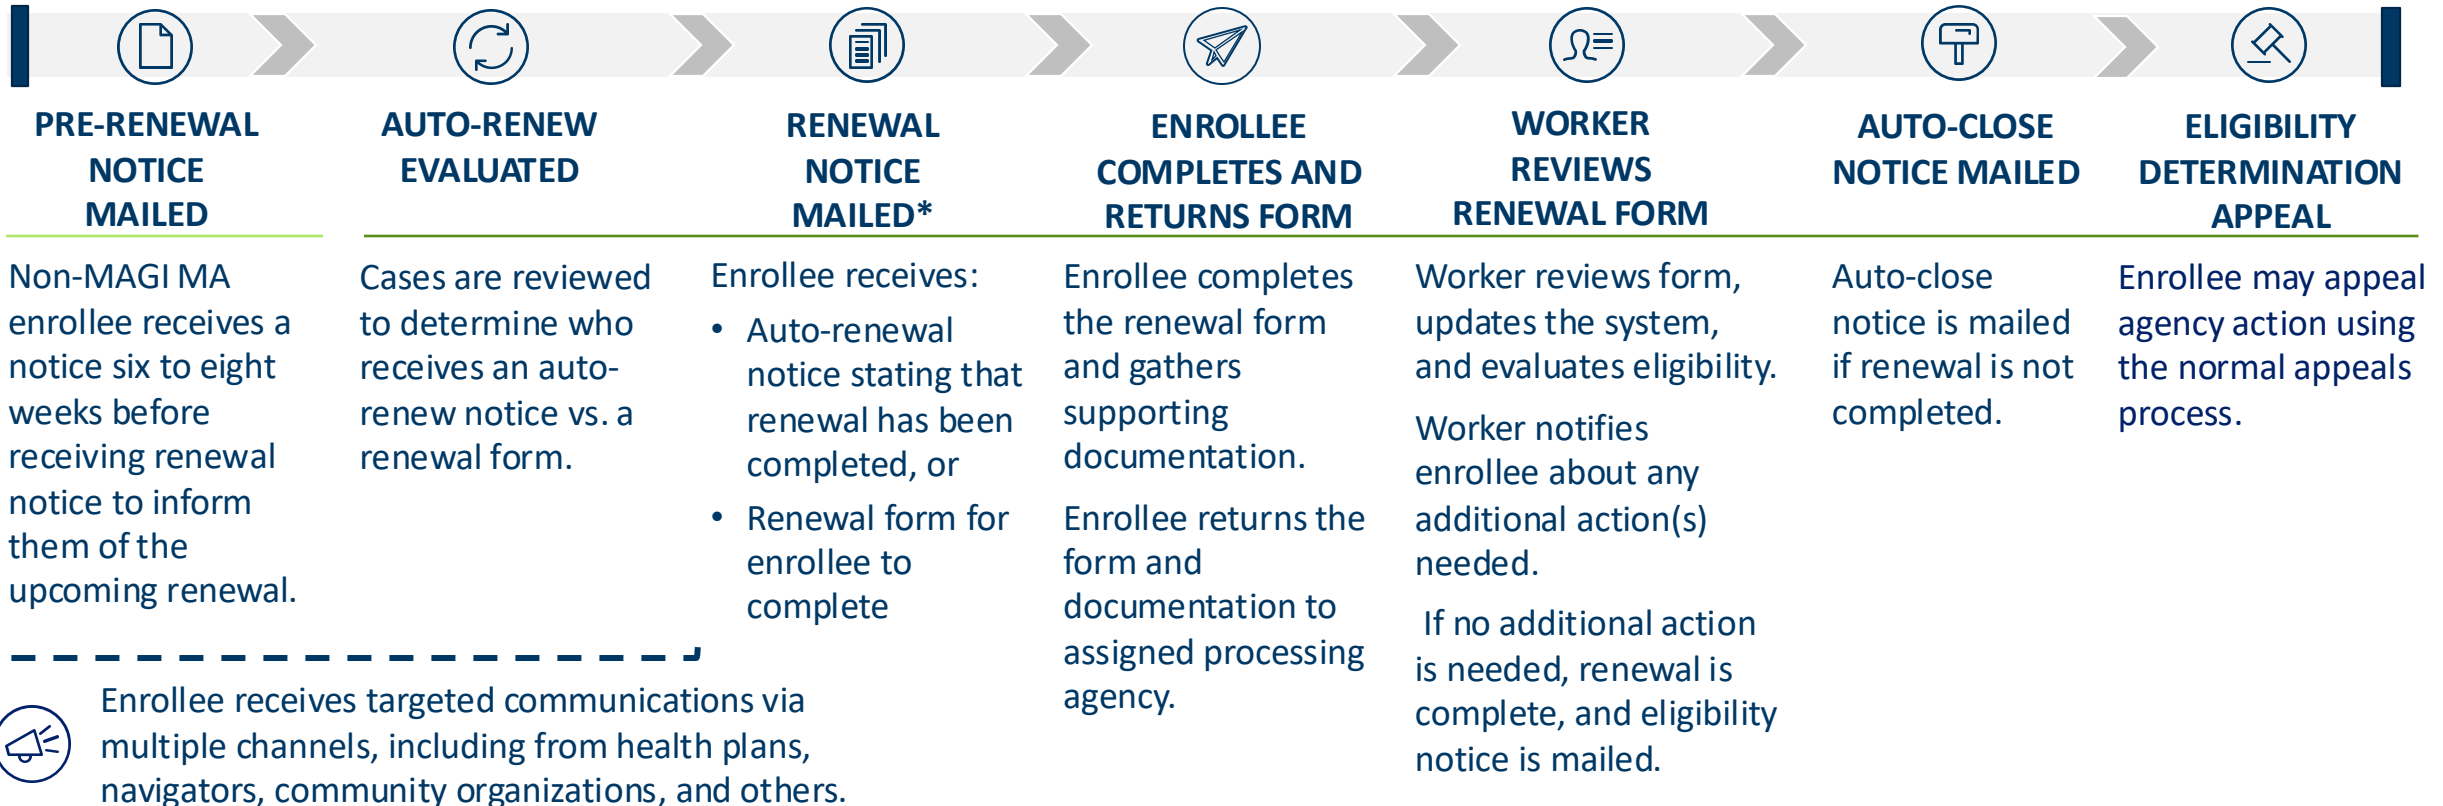 PRE-RENEWAL
NOTICE
MAILED
Non-MAGI MA
enrollee receives a
notice six to eight
weeks before
receiving renewal
notice to inform
them of the
upcoming renewal.
AUTO-RENEW
EVALUATED
Cases are reviewed
to determine who
receives an auto-
renew notice vs. a
renewal form.
RENEWAL
NOTICE
MAILED*
Enrollee receives:
• Auto-renewal
notice stating that
renewal has been
completed, or
• Renewal form for
enrollee to
complete
ENROLLEE
COMPLETES AND
RETURNS FORM
Enrollee completes
the renewal form
and gathers
supporting
documentation.
Enrollee returns the
form and
documentation to
assigned processing
agency.
WORKER
REVIEWS
RENEWAL FORM
Worker reviews form,
updates the system,
and evaluates eligibility.
Worker notifies
enrollee about any
additional action(s)
needed.
If no additional action
is needed, renewal is
complete, and eligibility
notice is mailed.
AUTO-CLOSE
NOTICE MAILED
Auto-close
notice is mailed
if renewal is not
completed.
ELIGIBILITY
DETERMINATION
APPEAL
Enrollee may appeal
agency action using
the normal appeals
process.
Enrollee receives targeted communications via
multiple channels, including from health plans,
navigators, community organizations, and others.